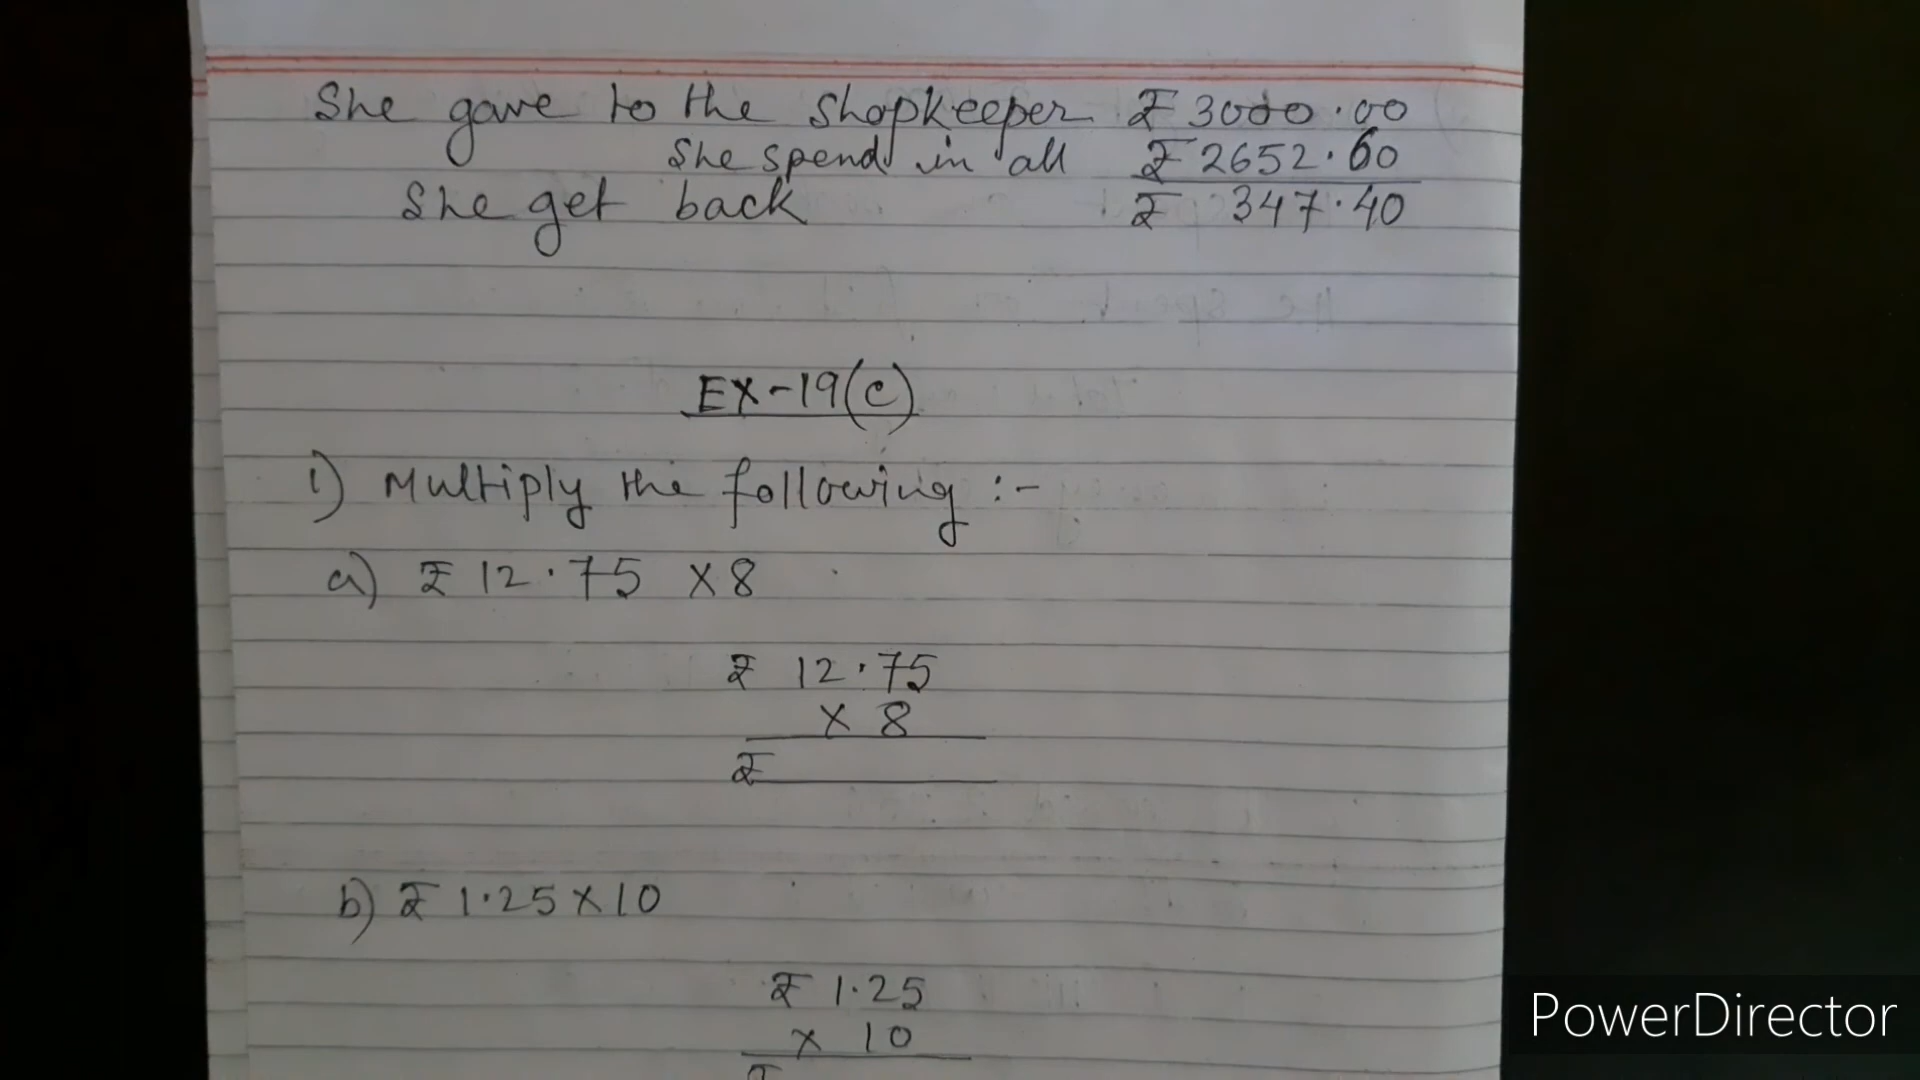 She gave to the shopkeeper ₹ 3000.00
She spend in all ₹ 2652.60
She get back ₹ 347.40
EX-19(C)
1) Multiply the following :-
a) ₹ 12.75 x 8
₹ 12.75
x 8
₹
b) ₹ 1.25 x 10
₹ 1.25
x 10
₹
PowerDirector